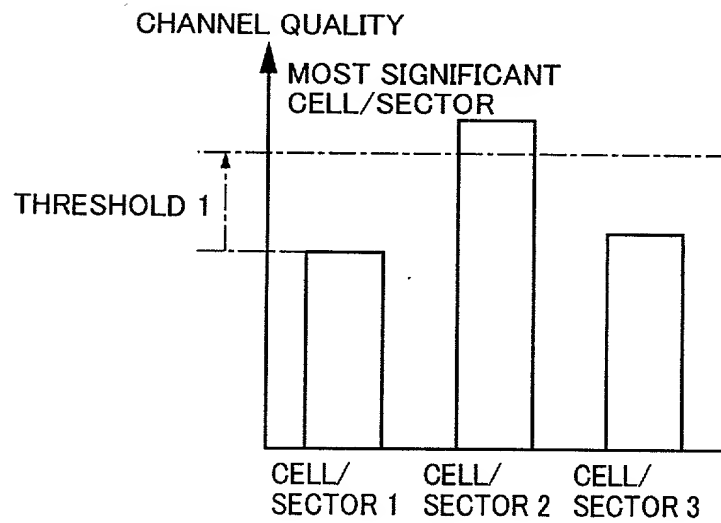 CHANNEL QUALITY
MOST SIGNIFICANT
CELL/SECTOR
THRESHOLD 1
CELL/
SECTOR 1
CELL/
SECTOR 2
CELL/
SECTOR 3